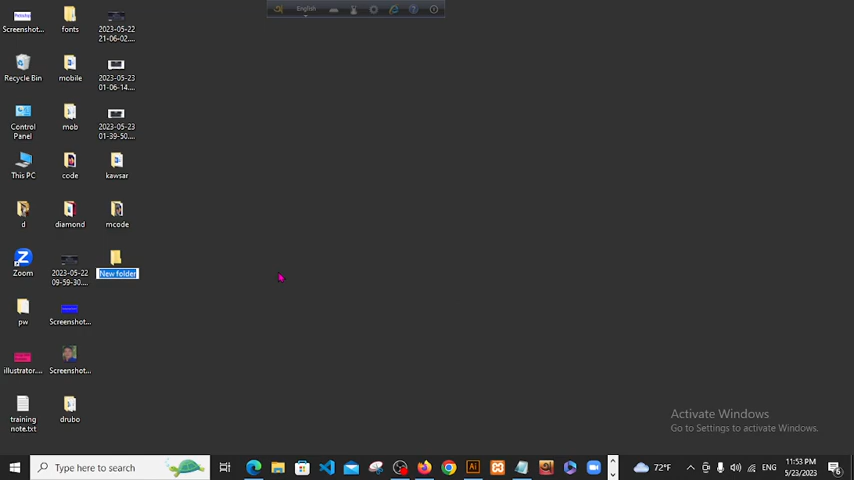 English
Screenshot...
fonts
2023-05-22
21-06-02....
Recycle Bin
mobile
2023-05-23
01-06-14....
Control
Panel
mob
2023-05-23
01-39-50....
This PC
code
kawsar
d
diamond
mcode
Zoom
2023-05-22
09-59-30....
New folder
pw
Screenshot...
illustrator....
Screenshot...
training
note.txt
drubo
Activate Windows
Go to Settings to activate Windows.
Type here to search
Ai
72°F
ENG
11:53 PM
5/23/2023
6